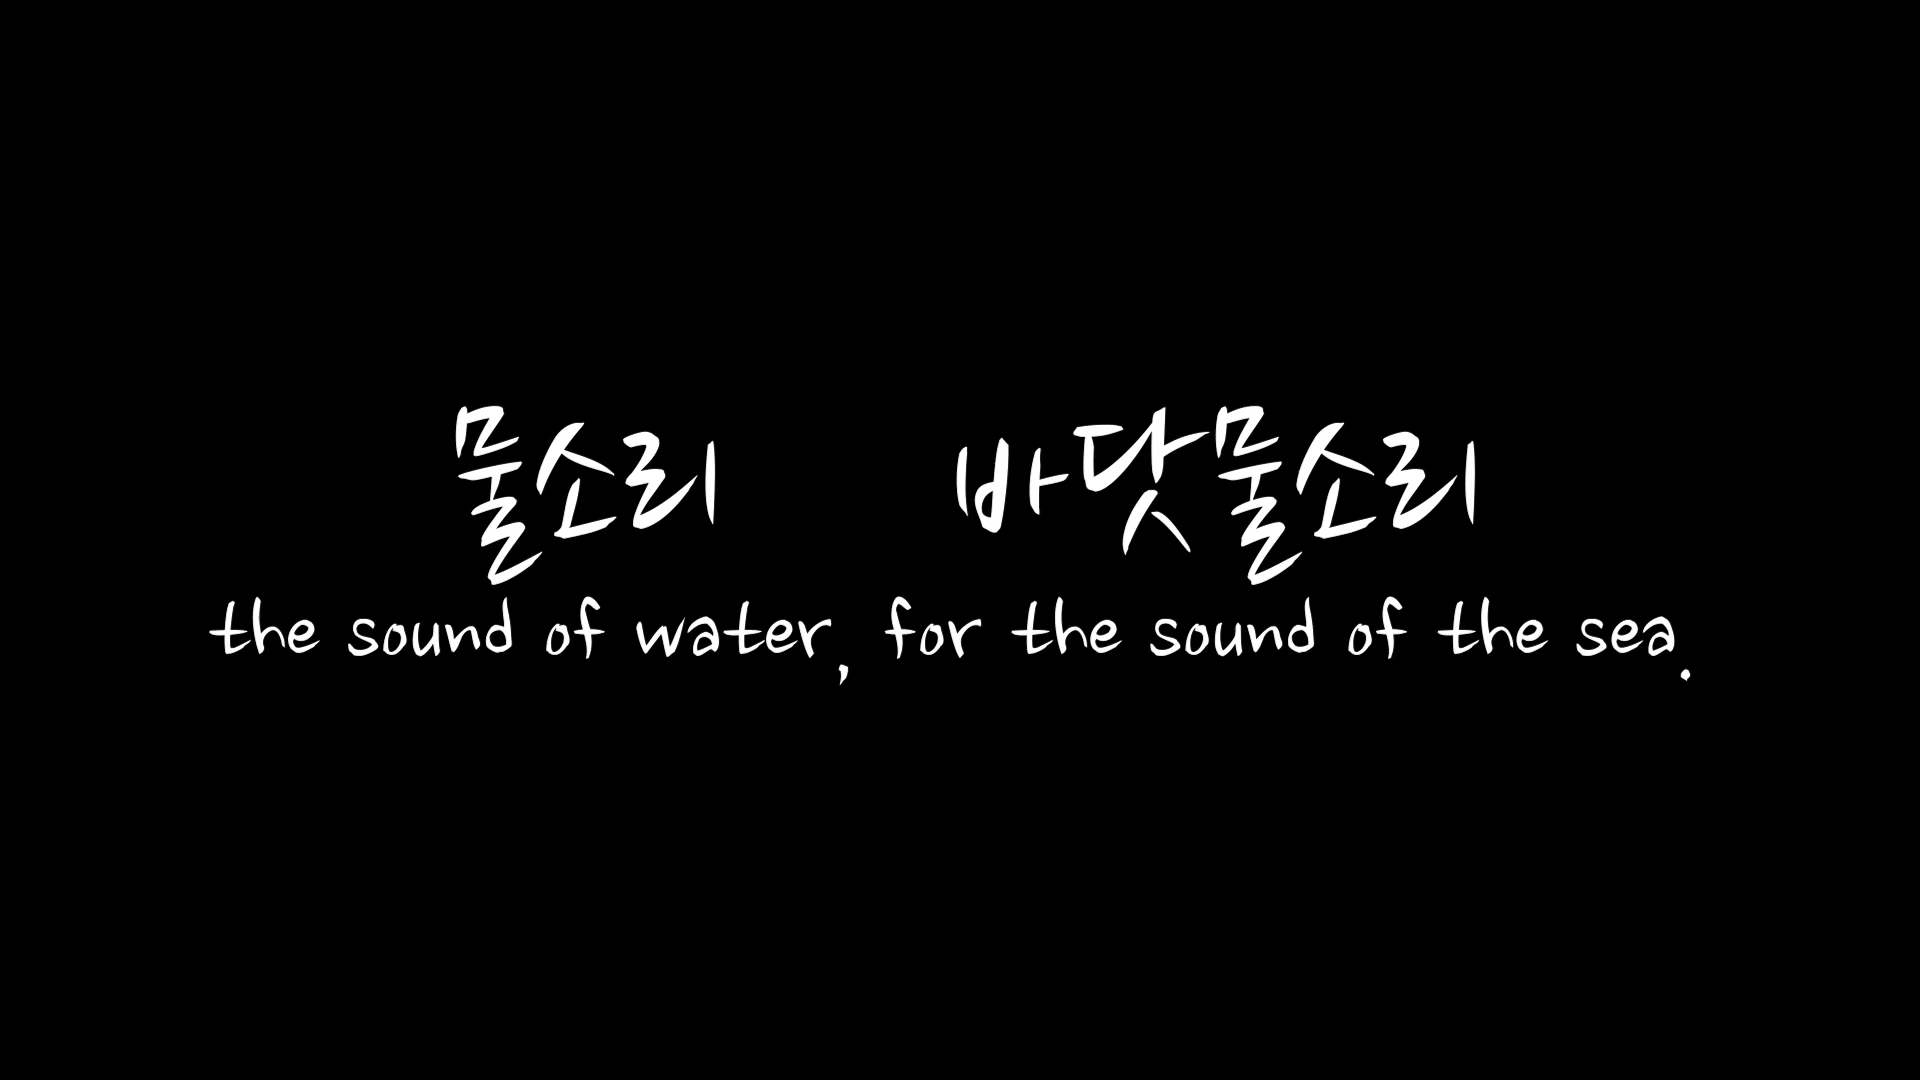 물소리 바닷물소리
the sound of water, for the sound of the sea.